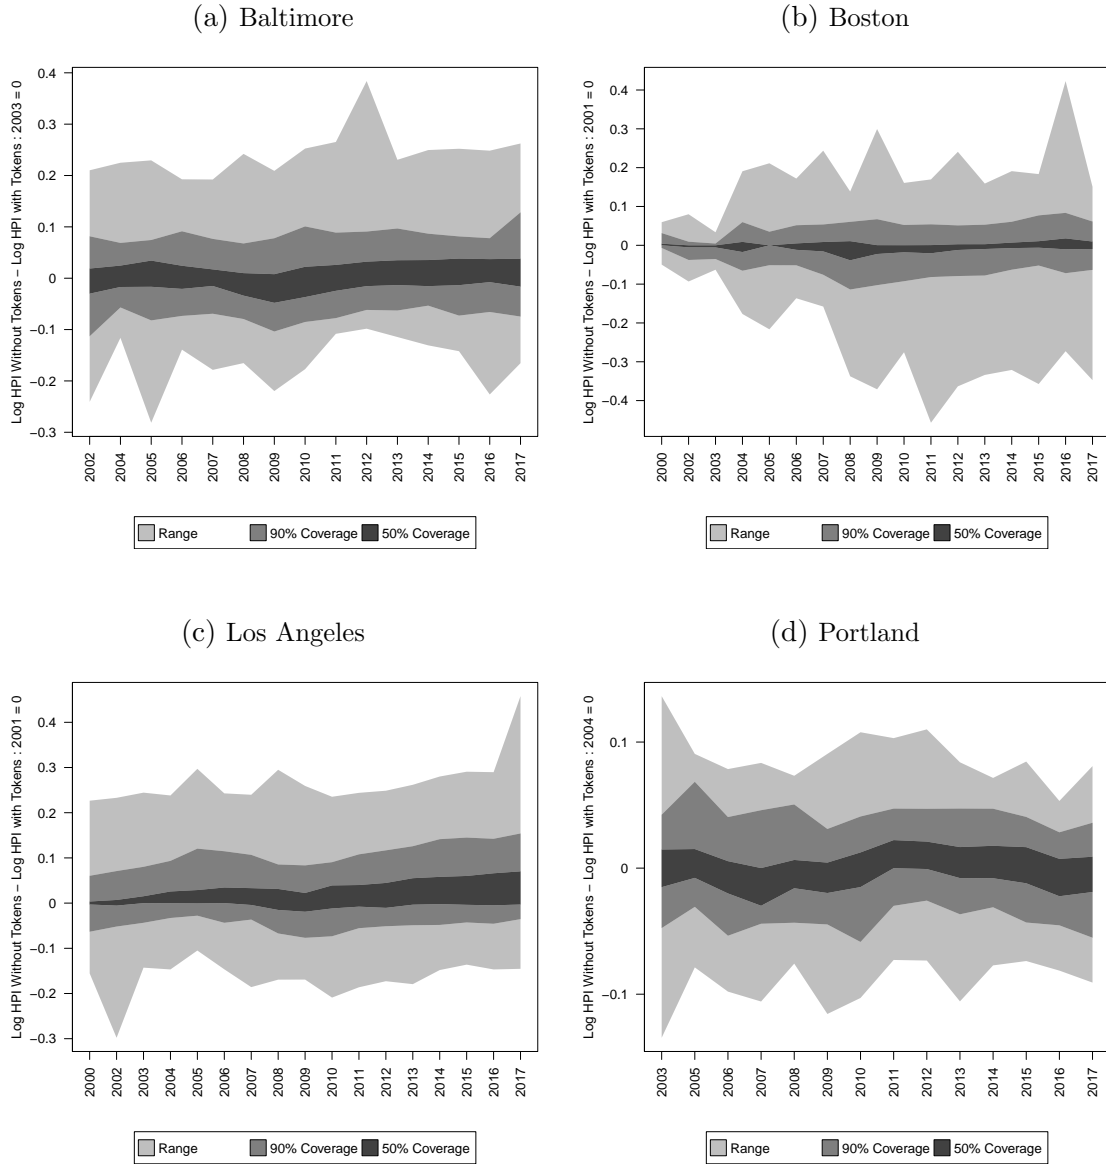 (a) Baltimore
Log HPI Without Tokens − Log HPI with Tokens : 2003 = 0
0.4
0.3
0.2
0.1
0
−0.1
−0.2
−0.3
2002 2004 2005 2006 2007 2008 2009 2010 2011 2012 2013 2014 2015 2016 2017
Range 90% Coverage 50% Coverage
(b) Boston
Log HPI Without Tokens − Log HPI with Tokens : 2001 = 0
0.4
0.3
0.2
0.1
0
−0.1
−0.2
−0.3
−0.4
2000 2002 2003 2004 2005 2006 2007 2008 2009 2010 2011 2012 2013 2014 2015 2016 2017
Range 90% Coverage 50% Coverage
(c) Los Angeles
Log HPI Without Tokens − Log HPI with Tokens : 2001 = 0
0.4
0.3
0.2
0.1
0
−0.1
−0.2
−0.3
2000 2002 2003 2004 2005 2006 2007 2008 2009 2010 2011 2012 2013 2014 2015 2016 2017
Range 90% Coverage 50% Coverage
(d) Portland
Log HPI Without Tokens − Log HPI with Tokens : 2004 = 0
0.1
0
−0.1
2003 2005 2006 2007 2008 2009 2010 2011 2012 2013 2014 2015 2016 2017
Range 90% Coverage 50% Coverage